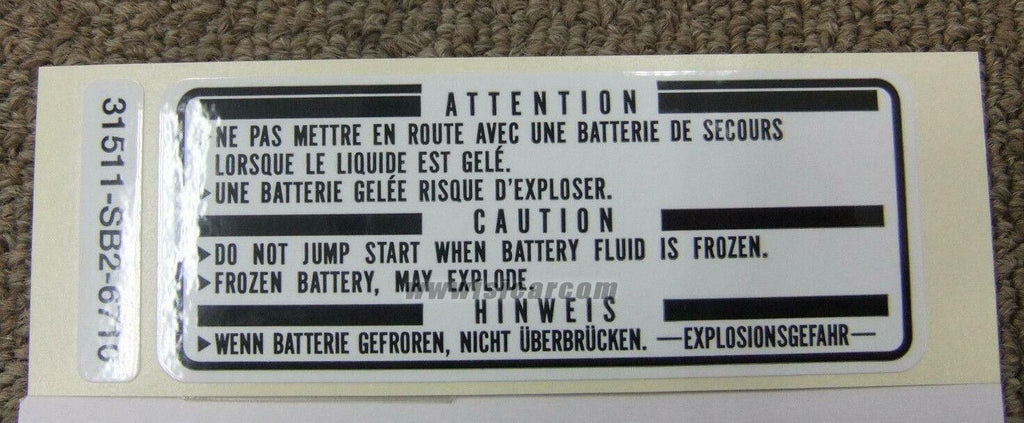 ATTENTION
NE PAS METTRE EN ROUTE AVEC UNE BATTERIE DE SECOURS
LORSQUE LE LIQUIDE EST GELÉ.
UNE BATTERIE GELÉE RISQUE D'EXPLOSER.
CAUTION
DO NOT JUMP START WHEN BATTERY FLUID IS FROZEN.
FROZEN BATTERY, MAY EXPLODE.
HINWEIS
WENN BATTERIE GEFROREN, NICHT ÜBERBRÜCKEN. —EXPLOSIONSGEFAHR—
31511-SB2-6710